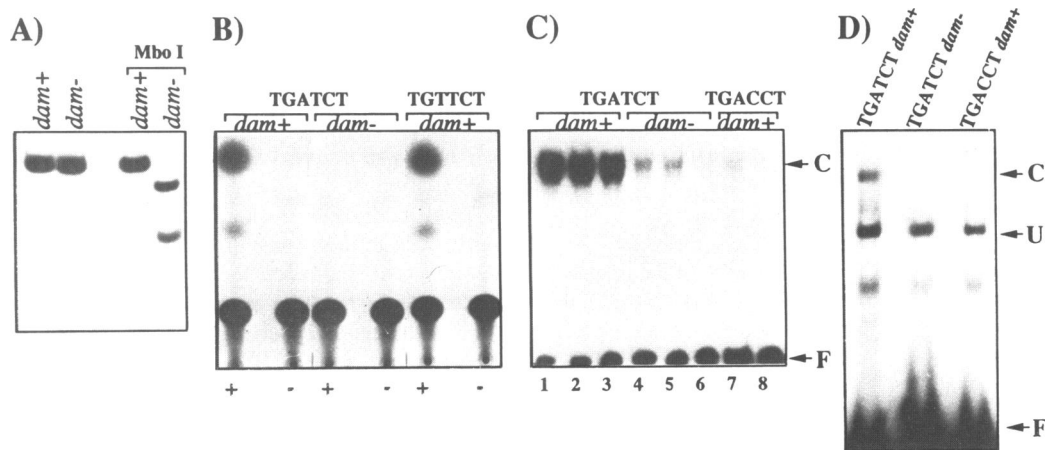 A)
Mbo I
dam+
dam-
dam+
dam-
B)
TGATCT TGTTCT
dam+ dam- dam+
+ - + - + -
C)
TGATCT TGACCT
dam+ dam- dam+
C
F
1 2 3 4 5 6 7 8
D)
TGATCT dam+
TGATCT dam-
TGACCT dam+
C
U
F